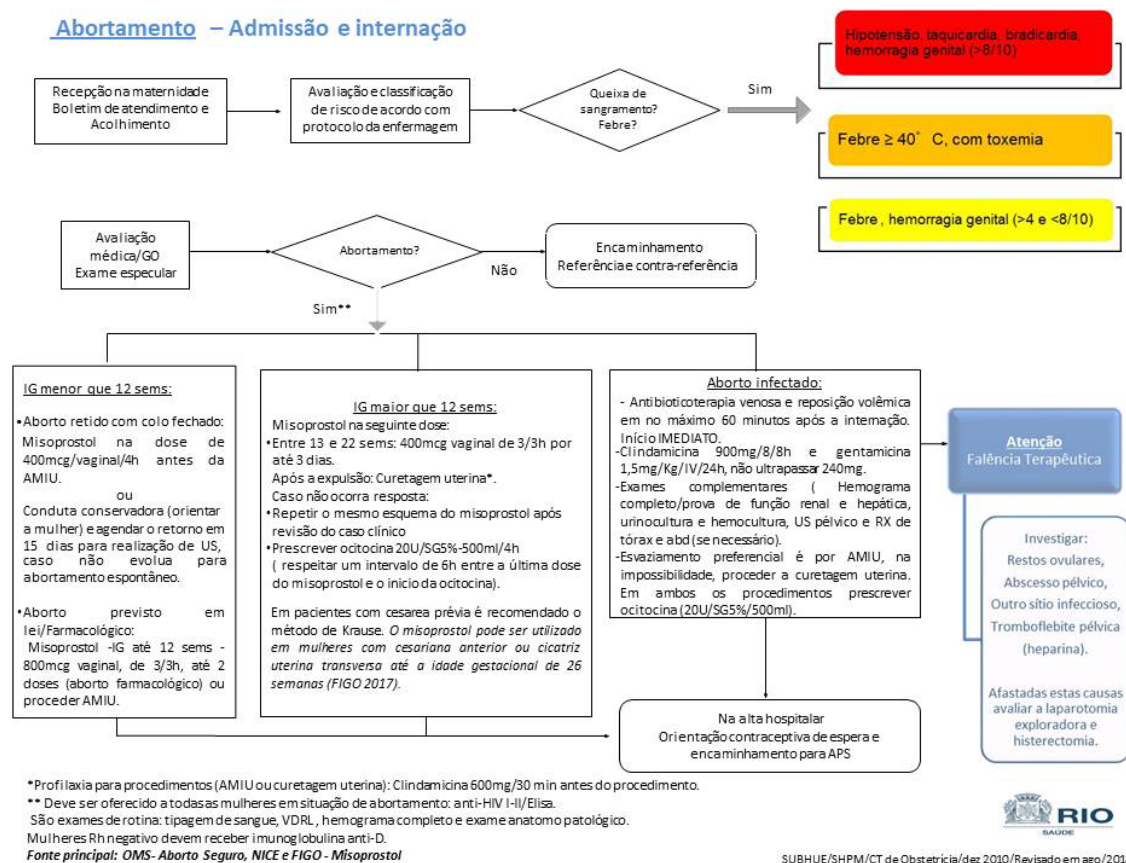 Abortamento – Admissão e internação
Recepção na maternidade
Boletim de atendimento e
Acolhimento
Avaliação e classificação
de risco de acordo com
protocolo da enfermagem
Queixa de
sangramento?
Febre?
Sim
Hipotensão, taquicardia, bradicardia,
hemorragia genital (>8/10)
Febre ≥ 40° C, com toxemia
Febre , hemorragia genital (>4 e <8/10)
Avaliação
médica/GO
Exame especular
Abortamento?
Não
Encaminhamento
Referência e contra-referência
Sim**
IG menor que 12 sems:
•Aborto retido com colo fechado:
Misoprostol na dose de
400mcg/vaginal/4h antes da
AMIU.
ou
Conduta conservadora (orientar
a mulher) e agendar o retorno em
15 dias para realização de US,
caso não evolua para
abortamento espontâneo.
•Aborto previsto em
lei/Farmacológico:
Misoprostol -IG até 12 sems -
800mcg vaginal, de 3/3h, até 2
doses (aborto farmacológico) ou
proceder AMIU.
IG maior que 12 sems:
Misoprostol na seguinte dose:
•Entre 13 e 22 sems: 400mcg vaginal de 3/3h por
até 3 dias.
Após a expulsão: Curetagem uterina*.
Caso não ocorra resposta:
•Repetir o mesmo esquema do misoprostol após
revisão do caso clínico
•Prescrever ocitocina 20U/SG5%-500ml/4h
( respeitar um intervalo de 6h entre a última dose
do misoprostol e o inicio da ocitocina).
Em pacientes com cesarea prévia é recomendado o
método de Krause. O misoprostol pode ser utilizado
em mulheres com cesariana anterior ou cicatriz
uterina transversa até a idade gestacional de 26
semanas (FIGO 2017).
Aborto infectado:
- Antibioticoterapia venosa e reposição volêmica
em no máximo 60 minutos após a internação.
Início IMEDIATO.
-Clindamicina 900mg/8/8h e gentamicina
1,5mg/Kg/IV/24h, não ultrapassar 240mg.
-Exames complementares ( Hemograma
completo/prova de função renal e hepática,
urinocultura e hemocultura, US pélvico e RX de
tórax e abd (se necessário).
-Esvaziamento preferencial é por AMIU, na
impossibilidade, proceder a curetagem uterina.
Em ambos os procedimentos prescrever
ocitocina (20U/SG5%/500ml).
Atenção
Falência Terapêutica
Investigar:
Restos ovulares,
Abscesso pélvico,
Outro sítio infeccioso,
Tromboflebite pélvica
(heparina).
Afastadas estas causas
avaliar a laparotomia
exploradora e
histerectomia.
Na alta hospitalar
Orientação contraceptiva de espera e
encaminhamento para APS
*Profilaxia para procedimentos (AMIU ou curetagem uterina): Clindamicina 600mg/30 min antes do procedimento.
** Deve ser oferecido a todas as mulheres em situação de abortamento: anti-HIV I-II/Elisa.
São exames de rotina: tipagem de sangue, VDRL , hemograma completo e exame anatomo patológico.
Mulheres Rh negativo devem receber imunoglobulina anti-D.
Fonte principal: OMS- Aborto Seguro, NICE e FIGO - Misoprostol
RIO
SAÚDE
SUBHUE/SHPM/CT de Obstetrícia/dez 2010/Revisado em ago/201